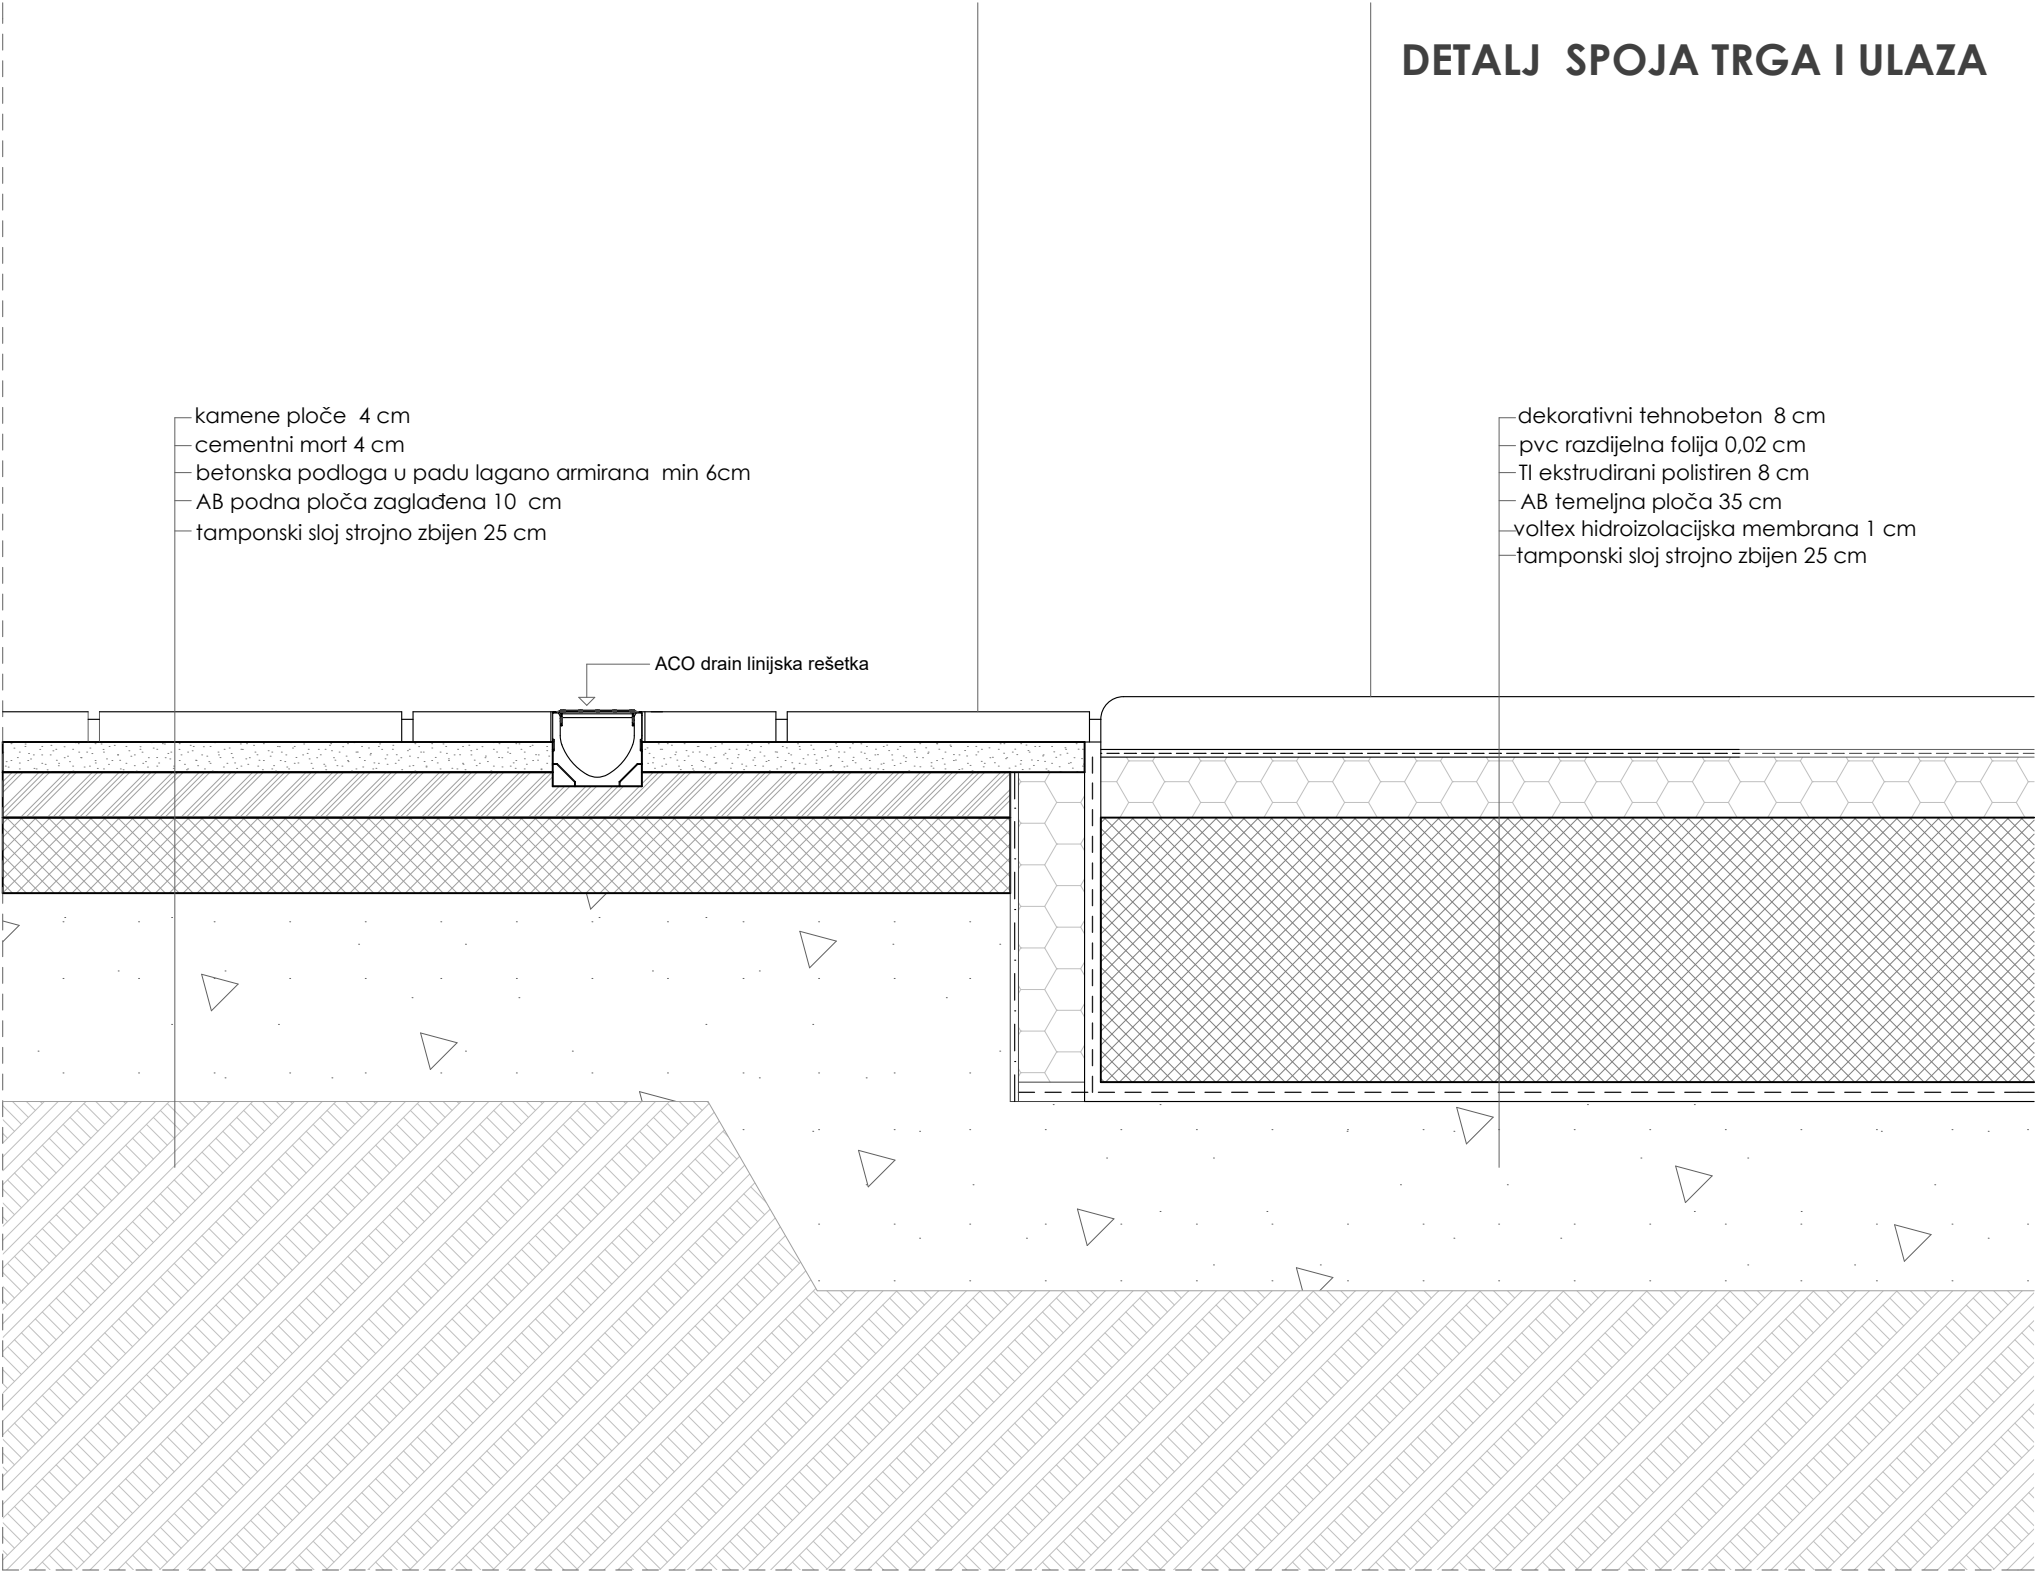 DETALJ SPOJA TRGA I ULAZA
kamene ploče 4 cm
cementni mort 4 cm
betonska podloga u padu lagano armirana min 6cm
AB podna ploča zaglađena 10 cm
tamponski sloj strojno zbijen 25 cm
dekorativni tehnobeton 8 cm
pvc razdijelna folija 0,02 cm
TI ekstrudirani polistiren 8 cm
AB temeljna ploča 35 cm
voltex hidroizolacijska membrana 1 cm
tamponski sloj strojno zbijen 25 cm
ACO drain linijska rešetka